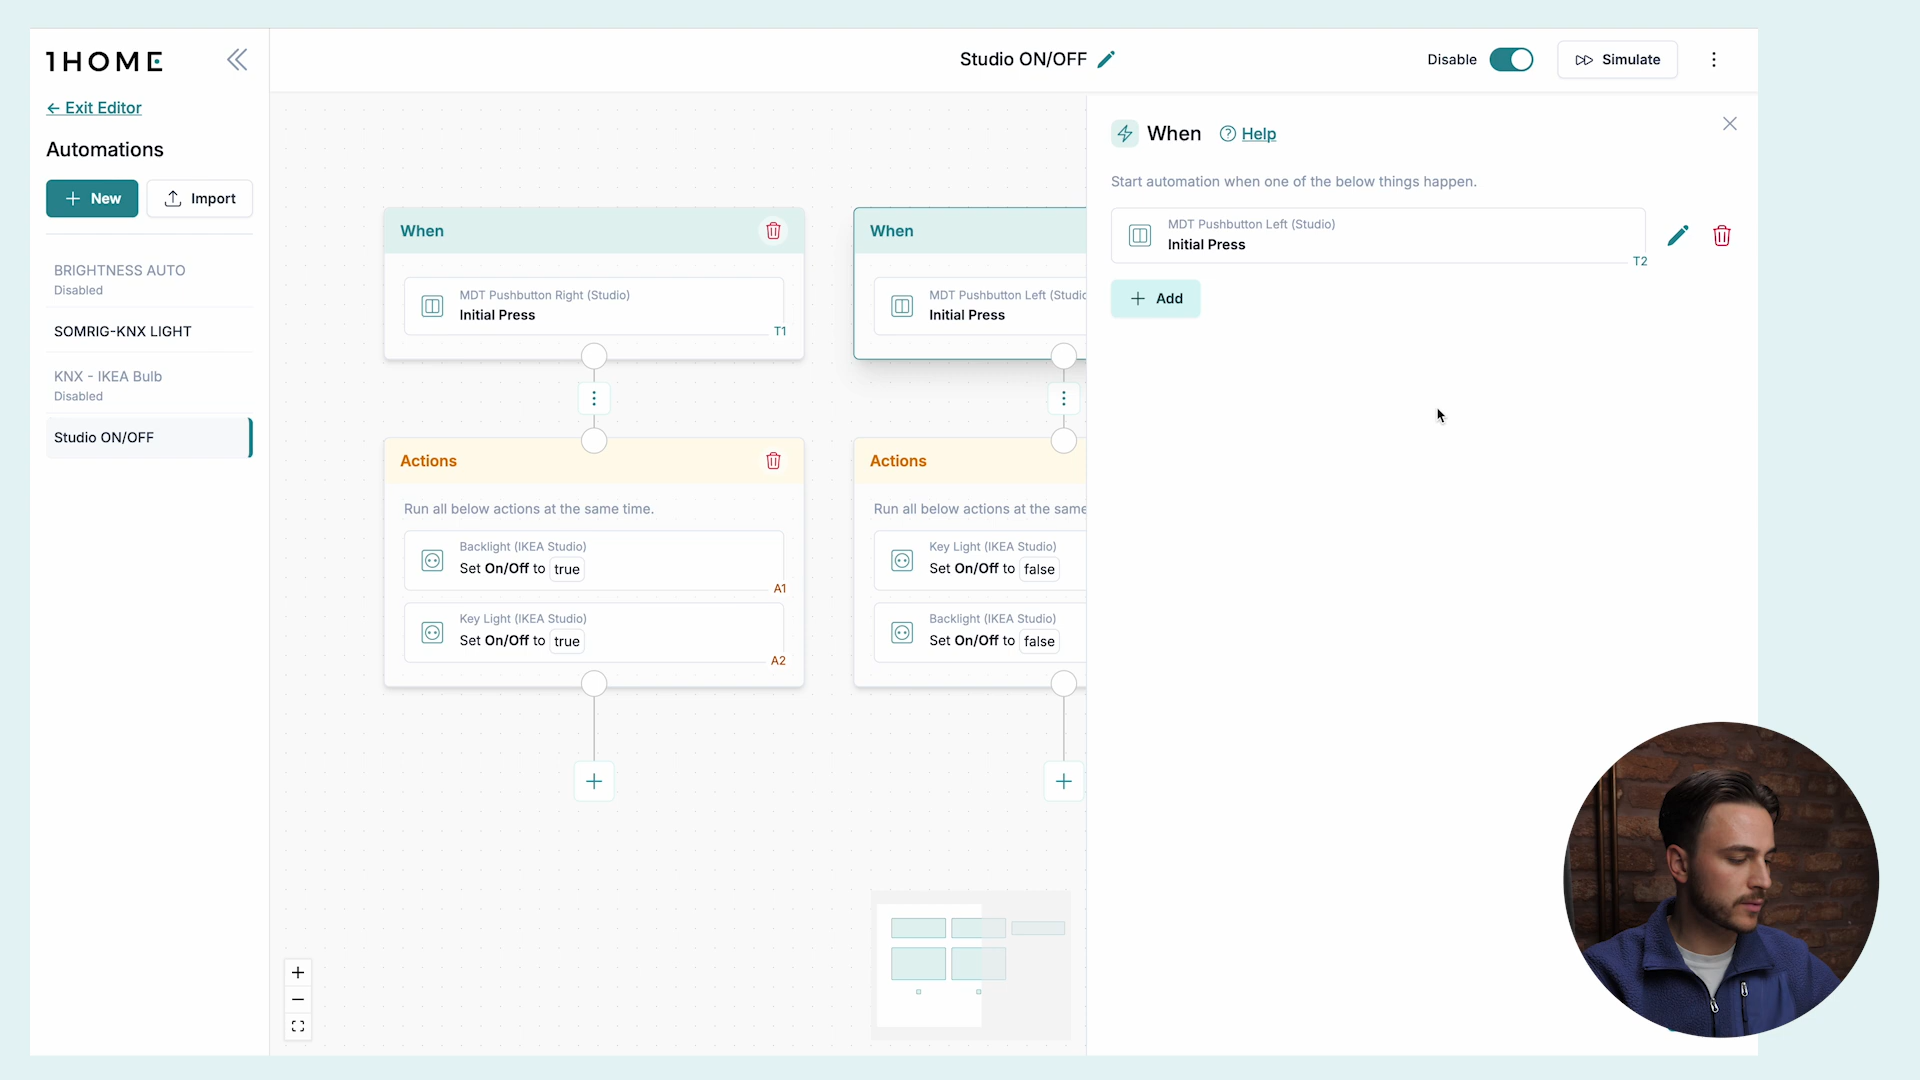 1HOME
← Exit Editor
Automations
New
Import
BRIGHTNESS AUTO
Disabled
SOMRIG-KNX LIGHT
KNX - IKEA Bulb
Disabled
Studio ON/OFF
Studio ON/OFF
Disable
Simulate
When
MDT Pushbutton Right (Studio)
Initial Press
T1
Actions
Run all below actions at the same time.
Backlight (IKEA Studio)
Set On/Off to true
A1
Key Light (IKEA Studio)
Set On/Off to true
A2
When
MDT Pushbutton Left (Studio
Initial Press
Actions
Run all below actions at the same
Key Light (IKEA Studio)
Set On/Off to false
Backlight (IKEA Studio)
Set On/Off to false
When
Help
Start automation when one of the below things happen.
MDT Pushbutton Left (Studio)
Initial Press
T2
Add